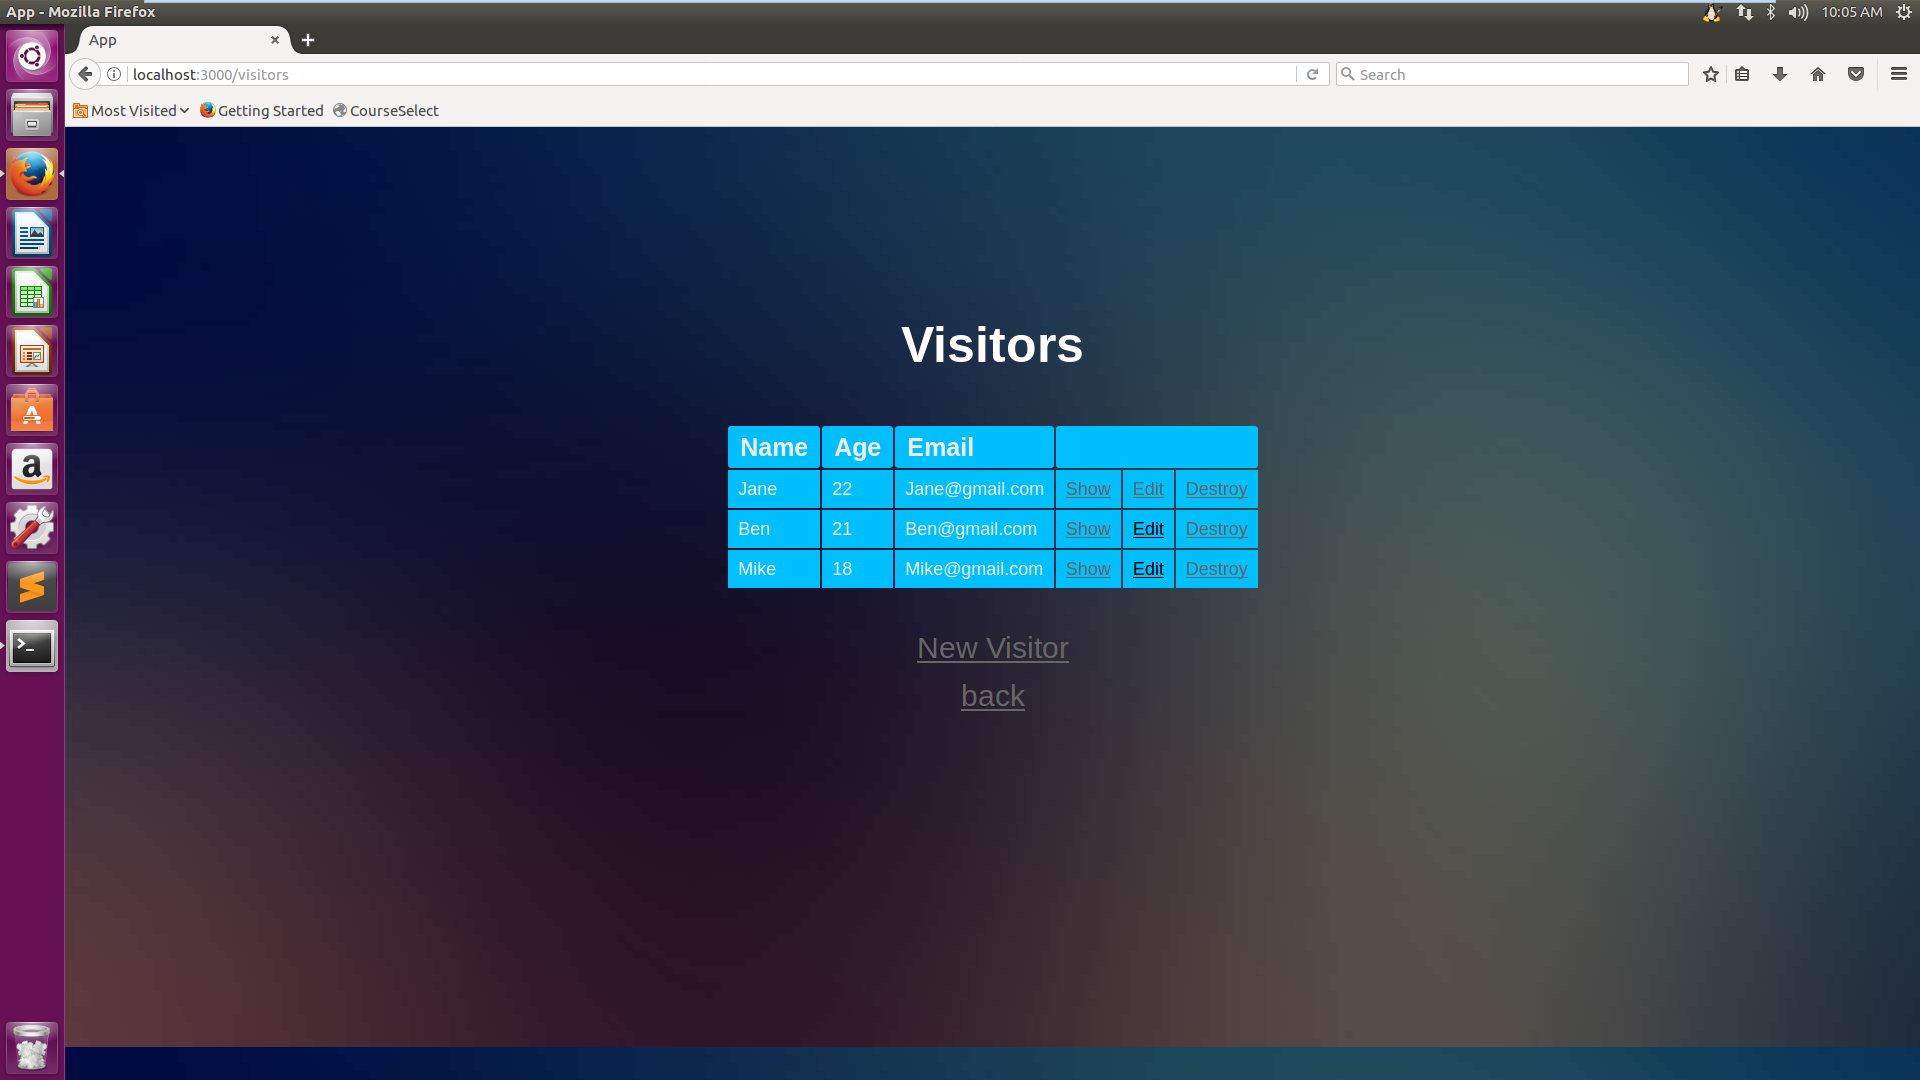 App - Mozilla Firefox
10:05 AM
App
localhost:3000/visitors
Search
Most Visited
Getting Started
CourseSelect
Visitors
Name Age Email
Jane 22 Jane@gmail.com Show Edit Destroy
Ben 21 Ben@gmail.com Show Edit Destroy
Mike 18 Mike@gmail.com Show Edit Destroy
New Visitor
back